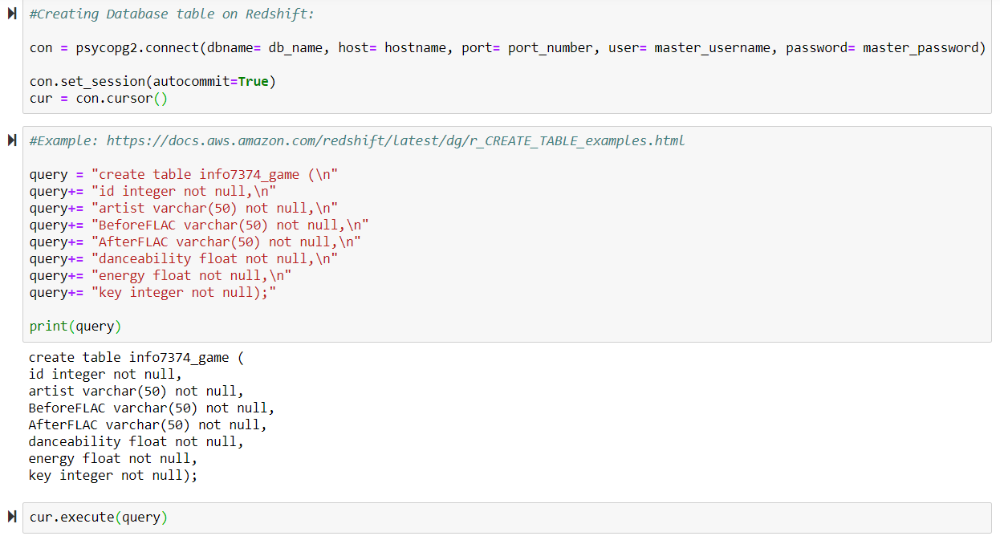 #Creating Database table on Redshift:
con = psycopg2.connect(dbname= db_name, host= hostname, port= port_number, user= master_username, password= master_password)
con.set_session(autocommit=True)
cur = con.cursor()
#Example: https://docs.aws.amazon.com/redshift/latest/dg/r_CREATE_TABLE_examples.html
query = "create table info7374_game (\n"
query+= "id integer not null,\n"
query+= "artist varchar(50) not null,\n"
query+= "BeforeFLAC varchar(50) not null,\n"
query+= "AfterFLAC varchar(50) not null,\n"
query+= "danceability float not null,\n"
query+= "energy float not null,\n"
query+= "key integer not null);"
print(query)
create table info7374_game (
id integer not null,
artist varchar(50) not null,
BeforeFLAC varchar(50) not null,
AfterFLAC varchar(50) not null,
danceability float not null,
energy float not null,
key integer not null);
cur.execute(query)